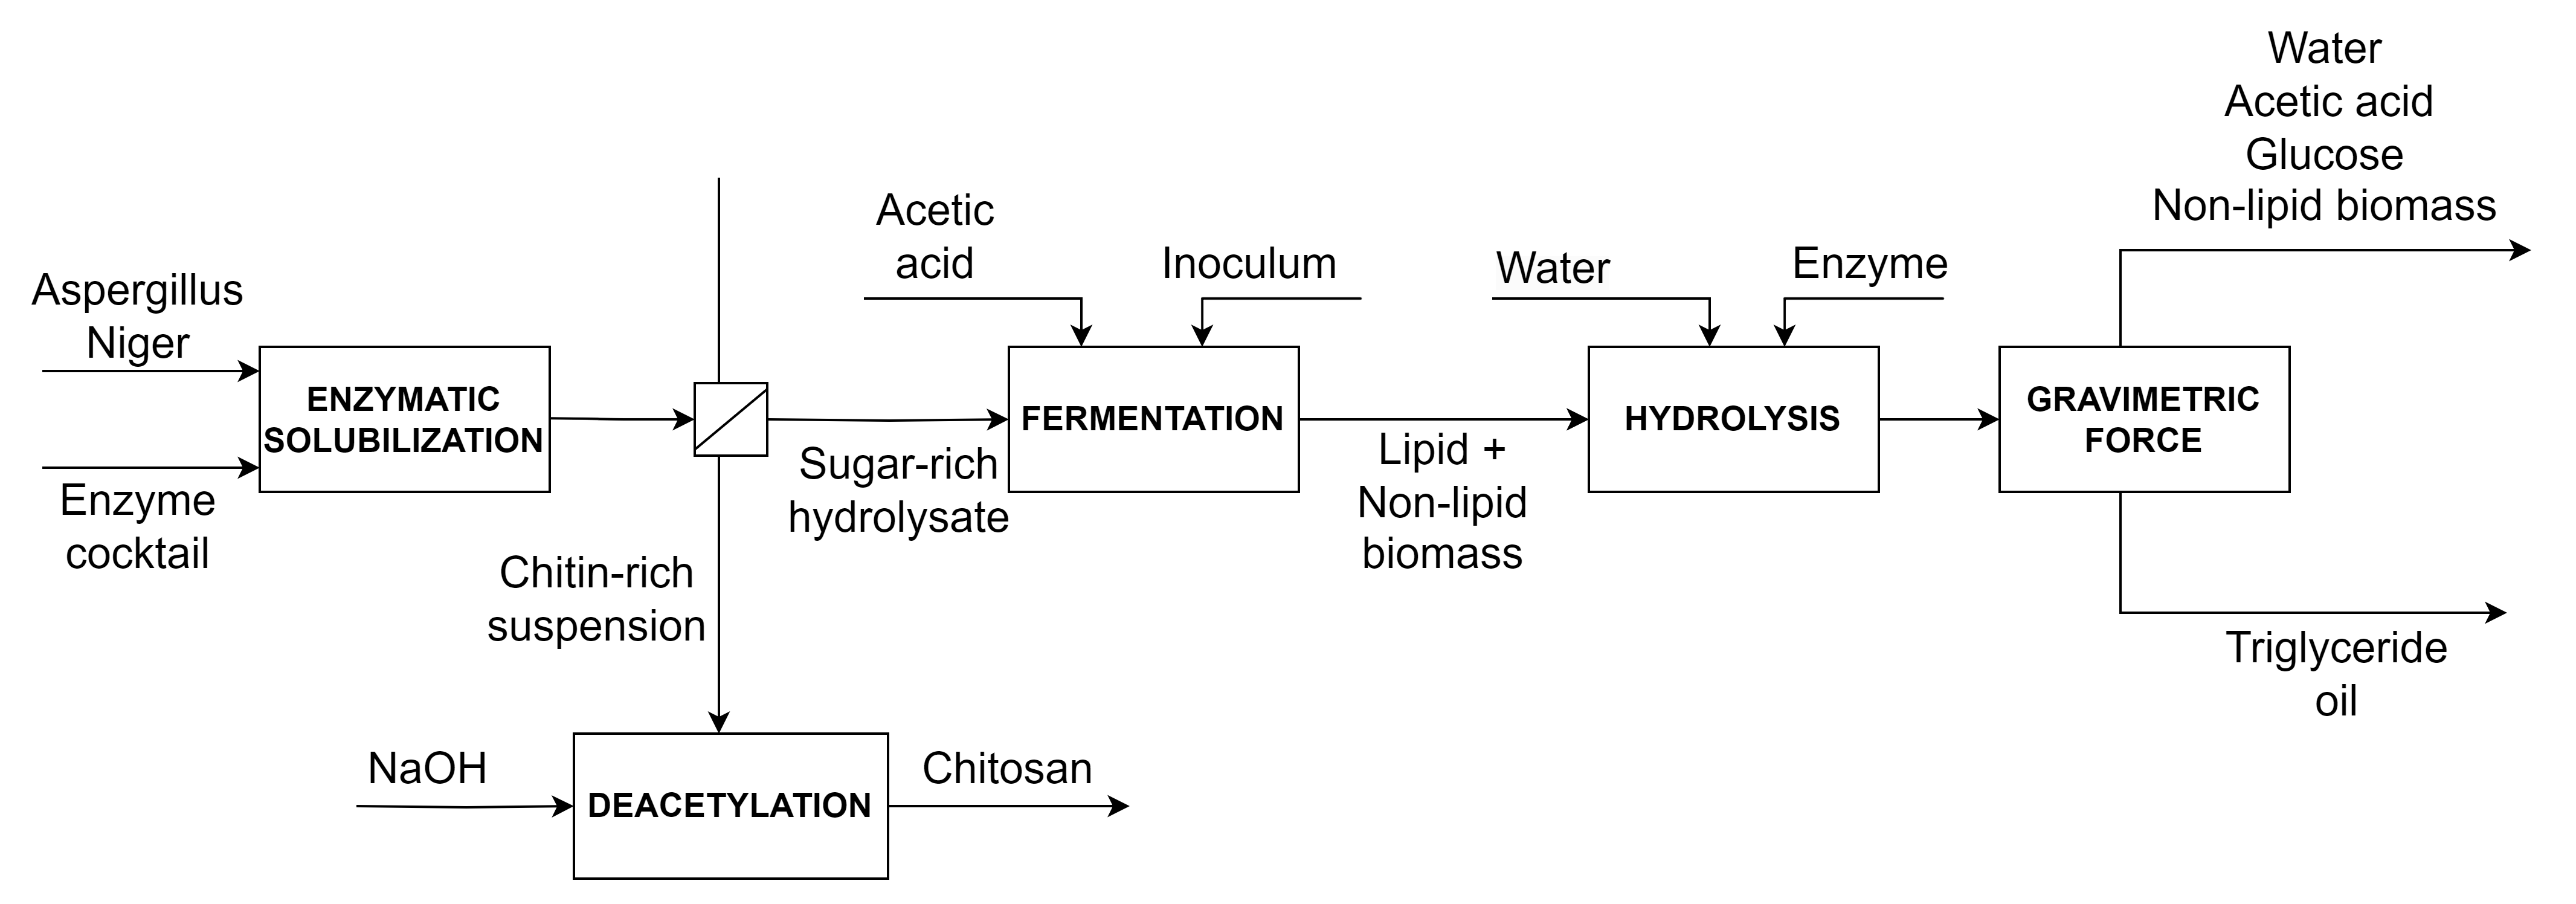 Water
Acetic acid
Glucose
Non-lipid biomass
Acetic
acid
Inoculum
Water
Enzyme
Aspergillus
Niger
ENZYMATIC
SOLUBILIZATION
Enzyme
cocktail
Sugar-rich
hydrolysate
FERMENTATION
Lipid +
Non-lipid
biomass
HYDROLYSIS
GRAVIMETRIC
FORCE
Triglyceride
oil
Chitin-rich
suspension
NaOH
DEACETYLATION
Chitosan